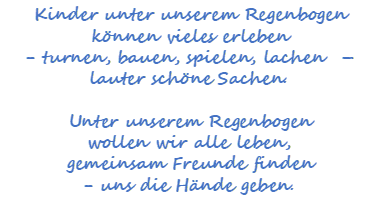 Kinder unter unserem Regenbogen
können vieles erleben
- turnen, bauen, spielen, lachen –
lauter schöne Sachen.
Unter unserem Regenbogen
wollen wir alle leben,
gemeinsam Freunde finden
- uns die Hände geben.